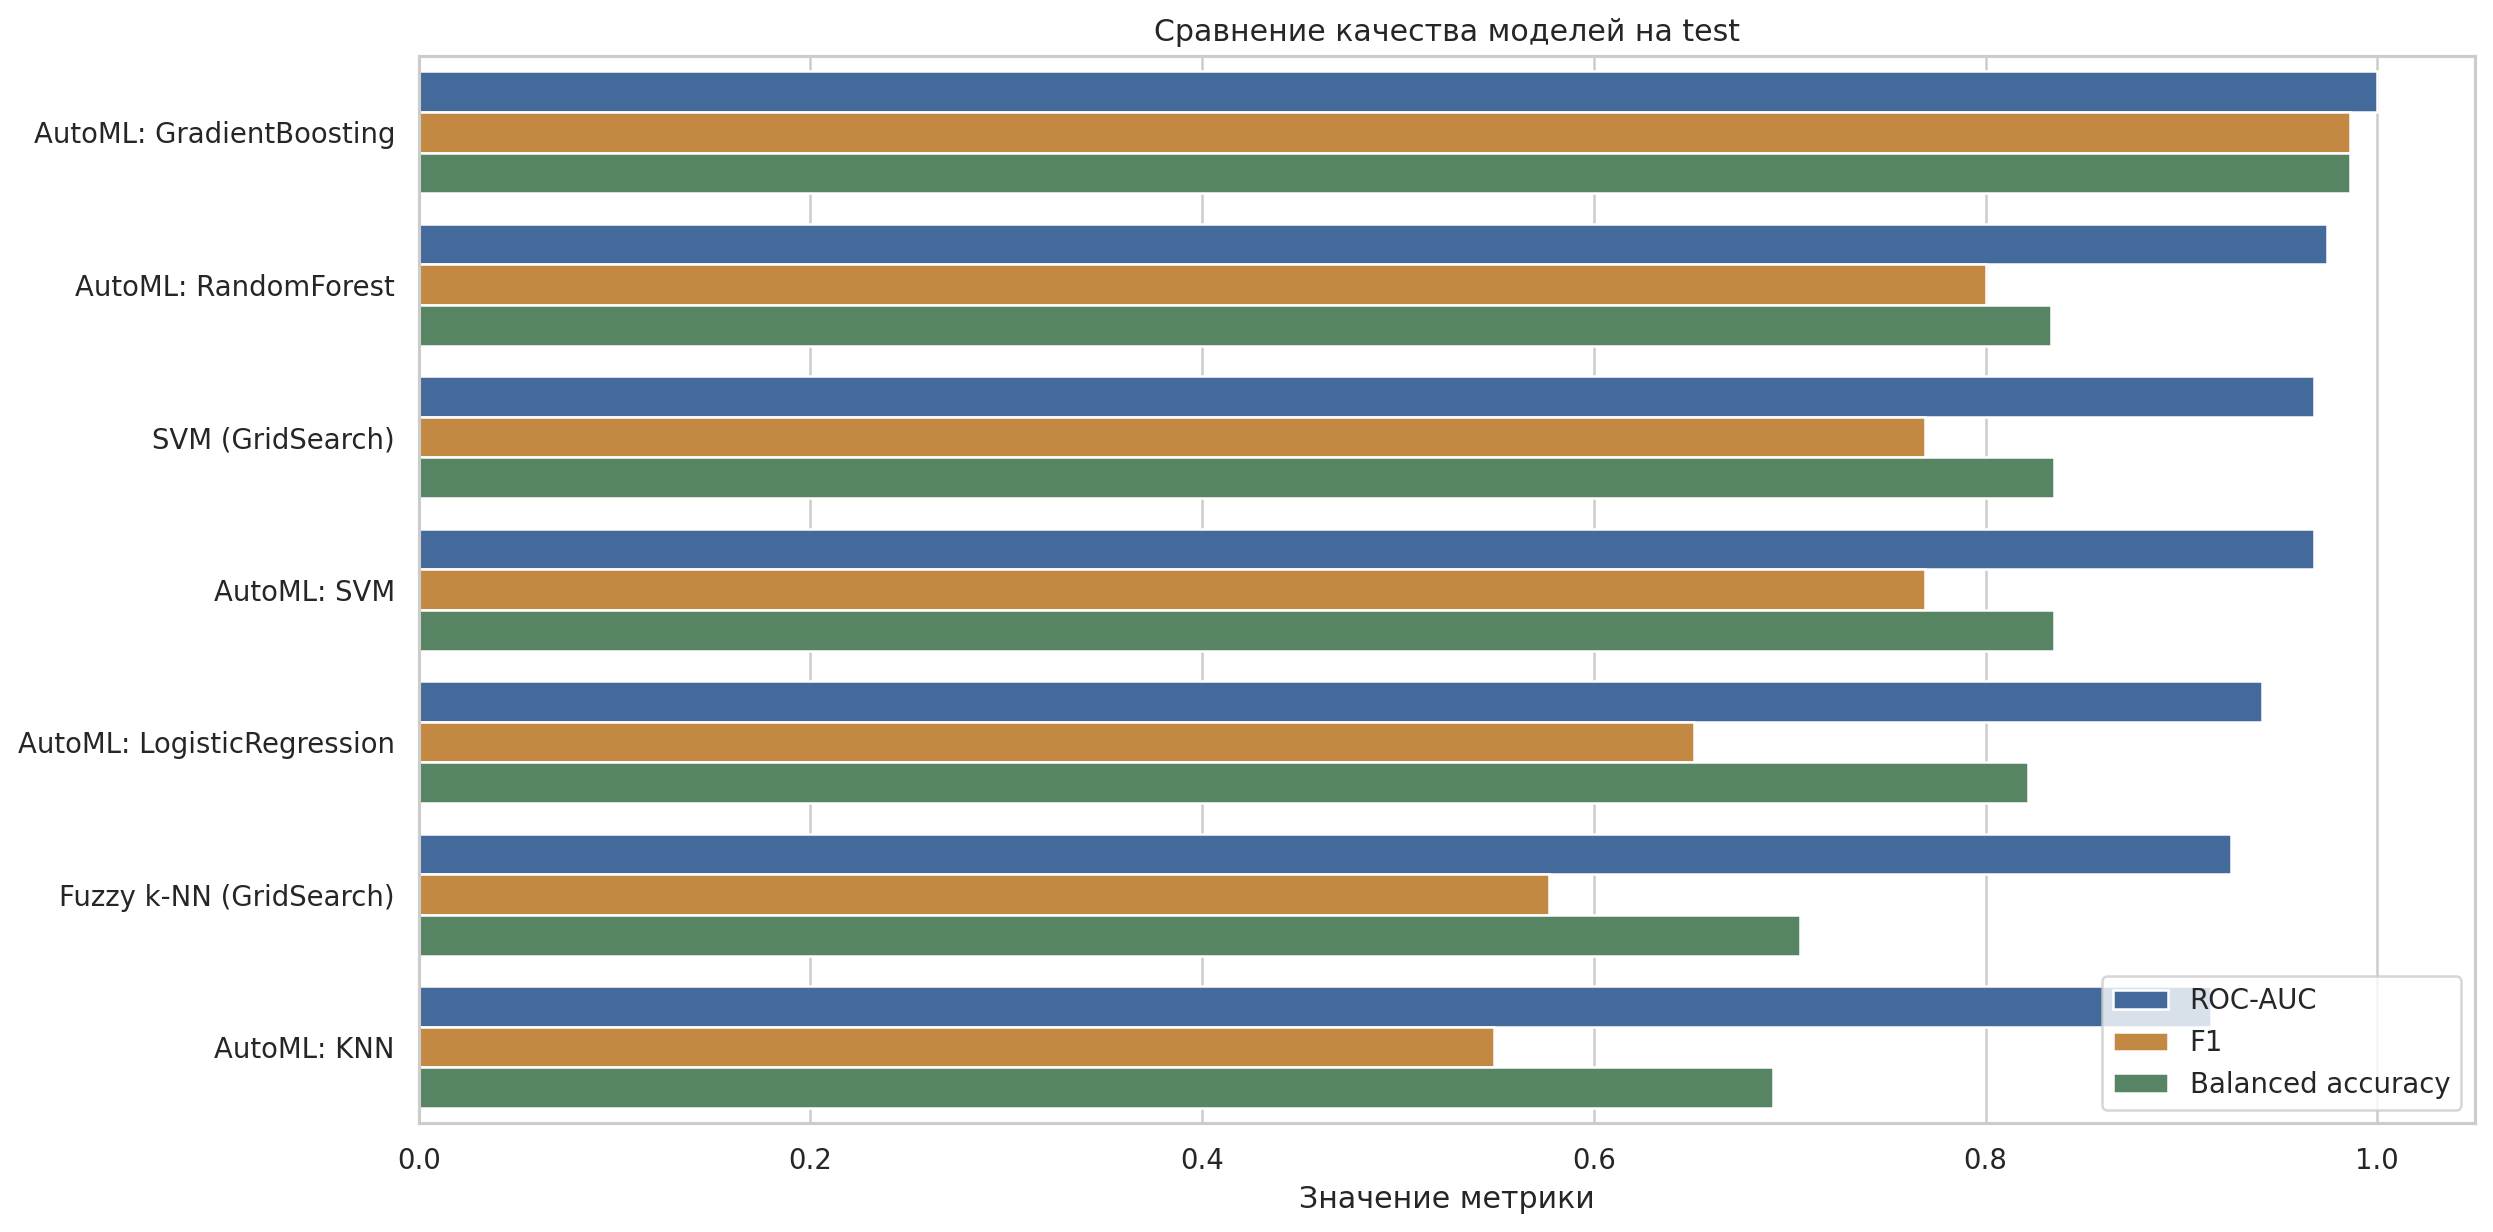 Сравнение качества моделей на test
AutoML: GradientBoosting
AutoML: RandomForest
SVM (GridSearch)
AutoML: SVM
AutoML: LogisticRegression
Fuzzy k-NN (GridSearch)
AutoML: KNN
ROC-AUC
F1
Balanced accuracy
0.0 0.2 0.4 0.6 0.8 1.0
Значение метрики